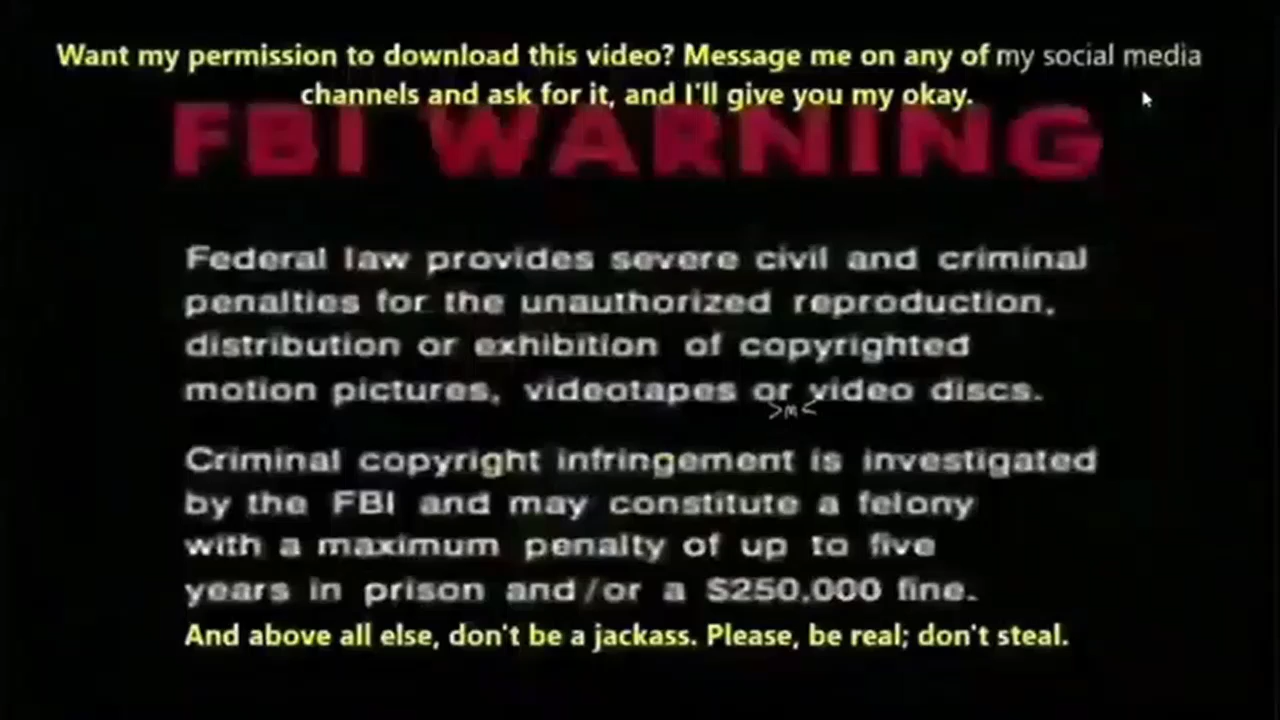 Want my permission to download this video? Message me on any of my social media
channels and ask for it, and I'll give you my okay.
FBI WARNING
Federal law provides severe civil and criminal
penalties for the unauthorized reproduction,
distribution or exhibition of copyrighted
motion pictures, videotapes or video discs.
>m<
Criminal copyright infringement is investigated
by the FBI and may constitute a felony
with a maximum penalty of up to five
years in prison and/or a $250,000 fine.
And above all else, don't be a jackass. Please, be real; don't steal.